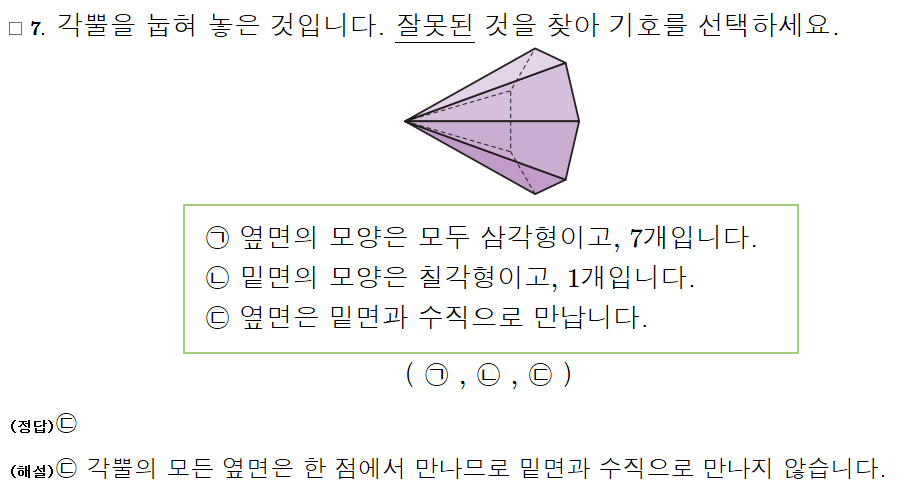 □ 7. 각뿔을 눕혀 놓은 것입니다. 잘못된 것을 찾아 기호를 선택하세요.
㉠ 옆면의 모양은 모두 삼각형이고, 7개입니다.
㉡ 밑면의 모양은 칠각형이고, 1개입니다.
㉢ 옆면은 밑면과 수직으로 만납니다.
( ㉠ , ㉡ , ㉢ )
(정답)㉢
(해설)㉢ 각뿔의 모든 옆면은 한 점에서 만나므로 밑면과 수직으로 만나지 않습니다.